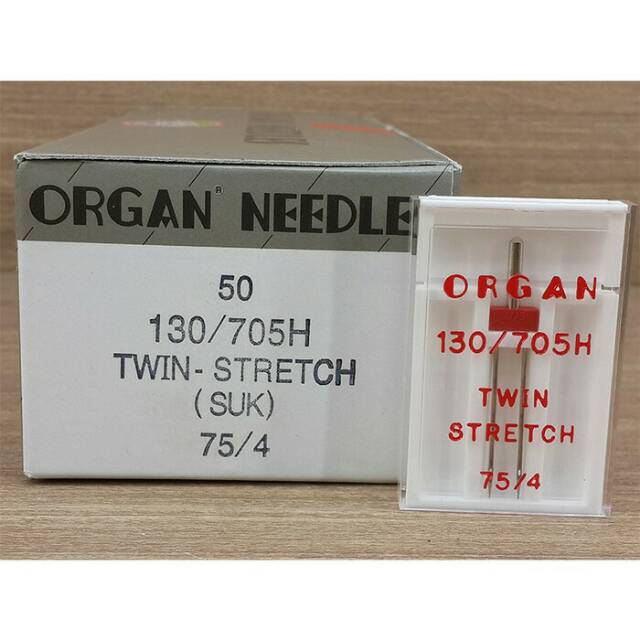 ORGAN® NEEDLE
50
130/705H
TWIN-STRETCH
(SUK)
75/4
ORGAN
130/705H
TWIN
STRETCH
75/4